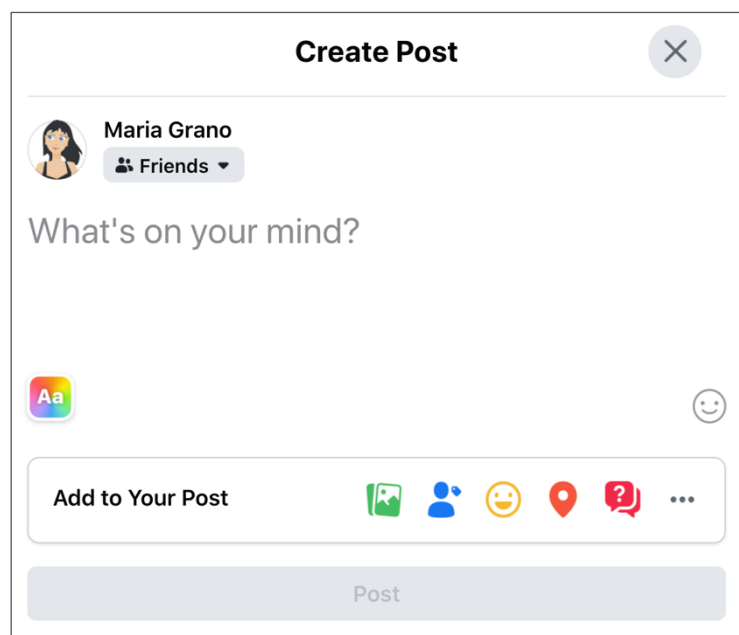 Create Post
Maria Grano
Friends
What's on your mind?
Aa
Add to Your Post
?
Post